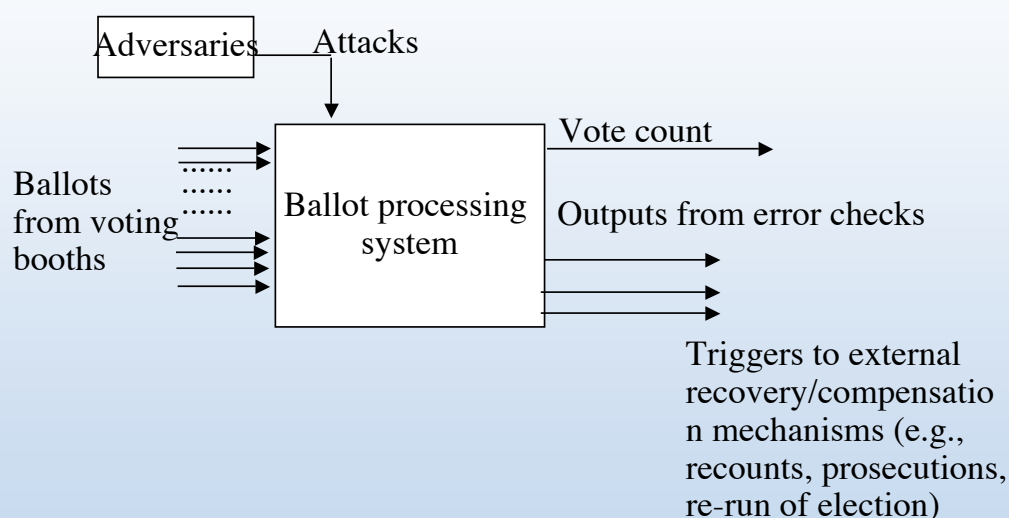 Adversaries
Attacks
Vote count
......
......
......
Ballots
from voting
booths
Ballot processing
system
Outputs from error checks
Triggers to external
recovery/compensatio
n mechanisms (e.g.,
recounts, prosecutions,
re-run of election)